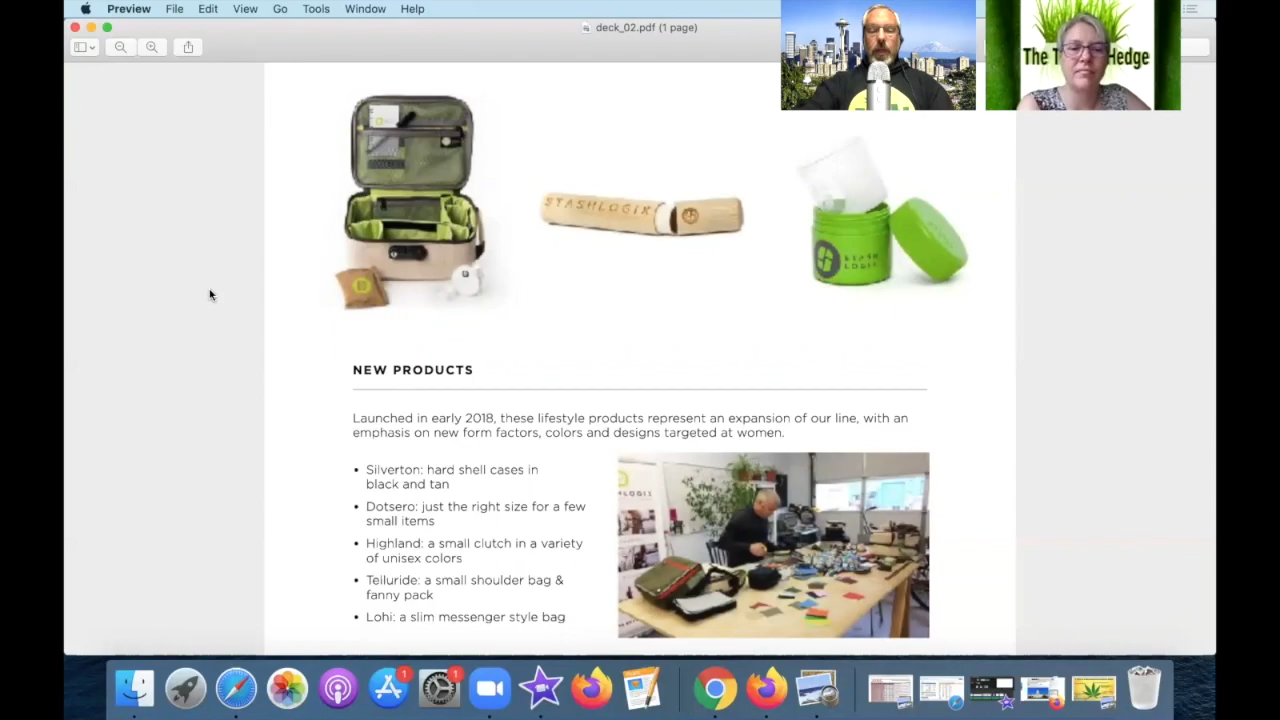 Preview File Edit View Go Tools Window Help
deck_02.pdf (1 page)
The T Hedge
STASHLOGIX
NEW PRODUCTS
Launched in early 2018, these lifestyle products represent an expansion of our line, with an
emphasis on new form factors, colors and designs targeted at women.
• Silverton: hard shell cases in
black and tan
• Dotsero: just the right size for a few
small items
• Highland: a small clutch in a variety
of unisex colors
• Telluride: a small shoulder bag &
fanny pack
• Lohi: a slim messenger style bag
1
1